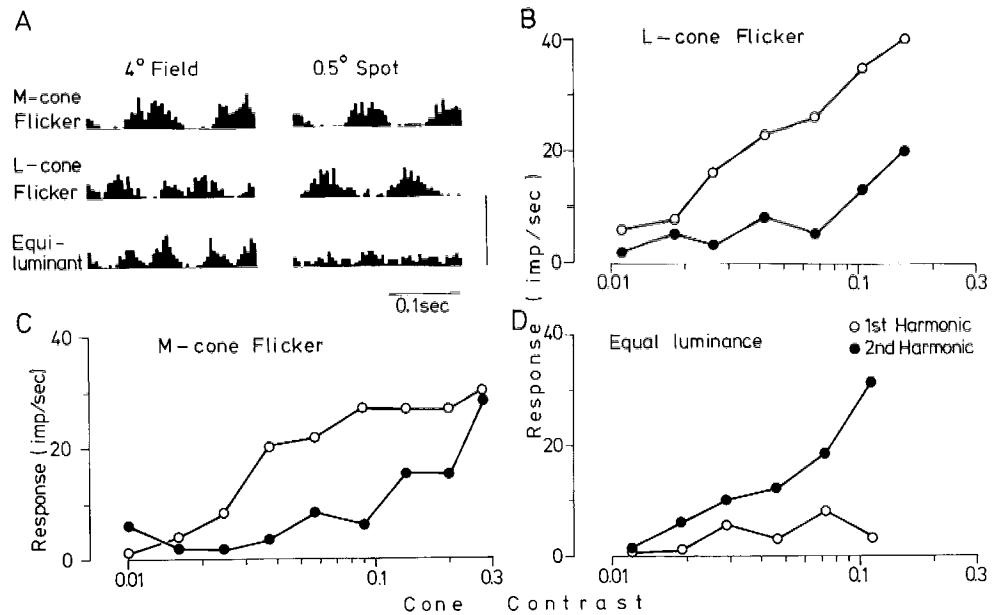 A
4° Field
0.5° Spot
M-cone
Flicker
L-cone
Flicker
Equi-
luminant
0.1sec
B
L-cone Flicker
40
20
0
0.01
0.1
0.3
Response ( imp/sec )
C
M-cone Flicker
40
20
0
Response (imp/sec)
0.01
0.1
0.3
D
Equal luminance
1st Harmonic
2nd Harmonic
40
20
0
0.01
0.1
0.3
Cone Contrast